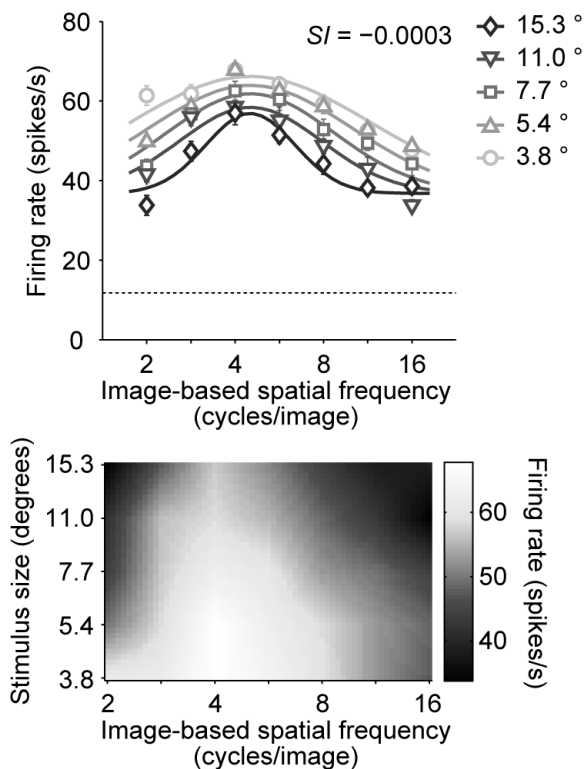 80
60
40
20
0
Firing rate (spikes/s)
SI = −0.0003
15.3 °
11.0 °
7.7 °
5.4 °
3.8 °
2 4 8 16
Image-based spatial frequency
(cycles/image)
15.3
11.0
7.7
5.4
3.8
Stimulus size (degrees)
2 4 8 16
Image-based spatial frequency
(cycles/image)
60
50
40
Firing rate (spikes/s)